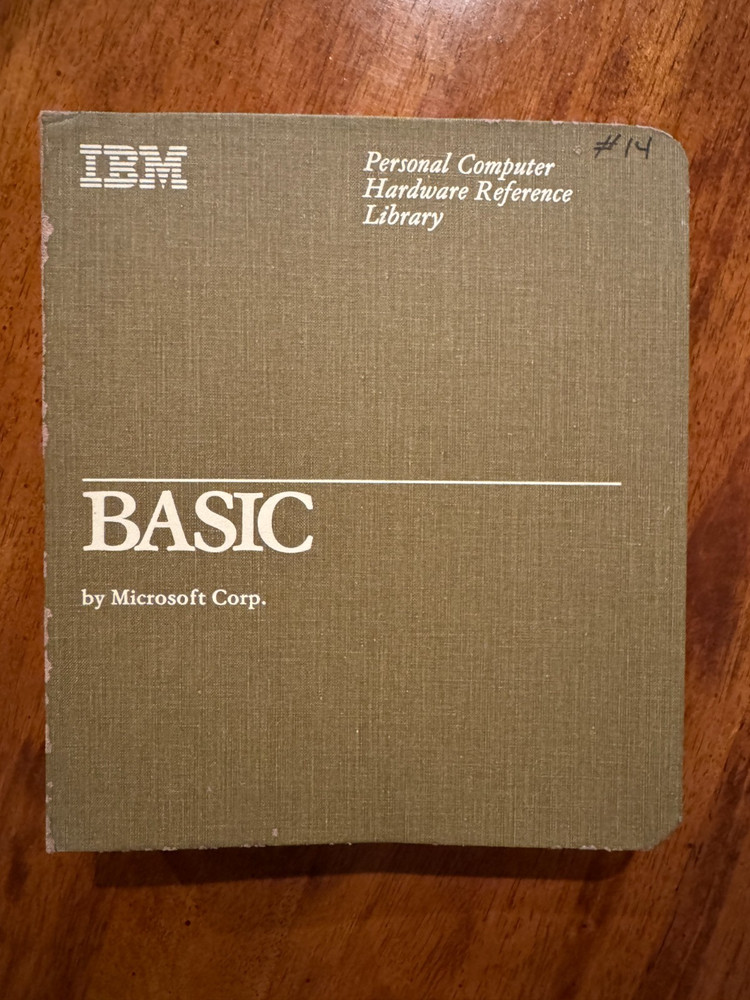 IBM
Personal Computer
Hardware Reference
Library
#14
BASIC
by Microsoft Corp.